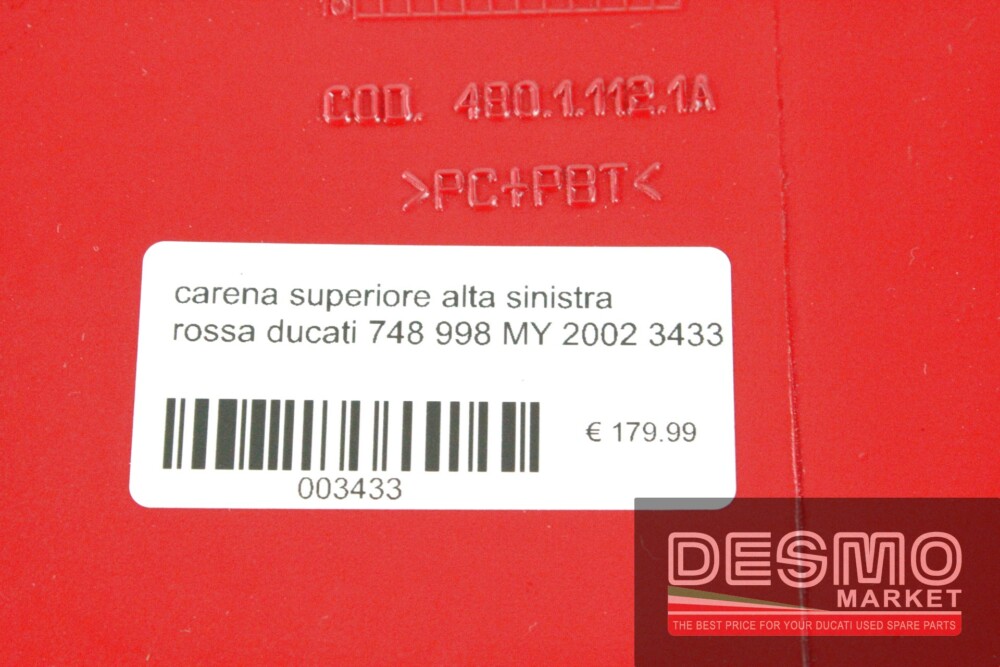 COD. 480.1.112.1A
>PC+PBT<
carena superiore alta sinistra
rossa ducati 748 998 MY 2002 3433
€ 179.99
003433
DESMO
MARKET
THE BEST PRICE FOR YOUR DUCATI USED SPARE PARTS